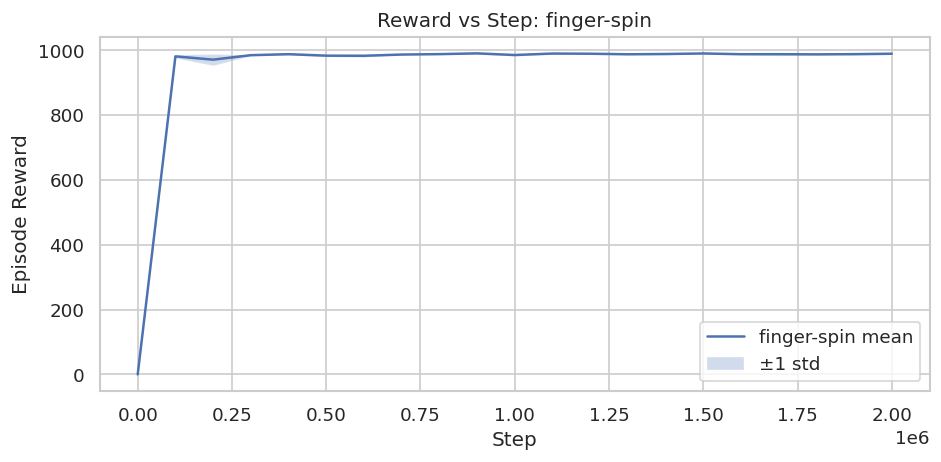 Reward vs Step: finger-spin
Episode Reward
1000
800
600
400
200
0
finger-spin mean
±1 std
0.00 0.25 0.50 0.75 1.00 1.25 1.50 1.75 2.00
1e6
Step